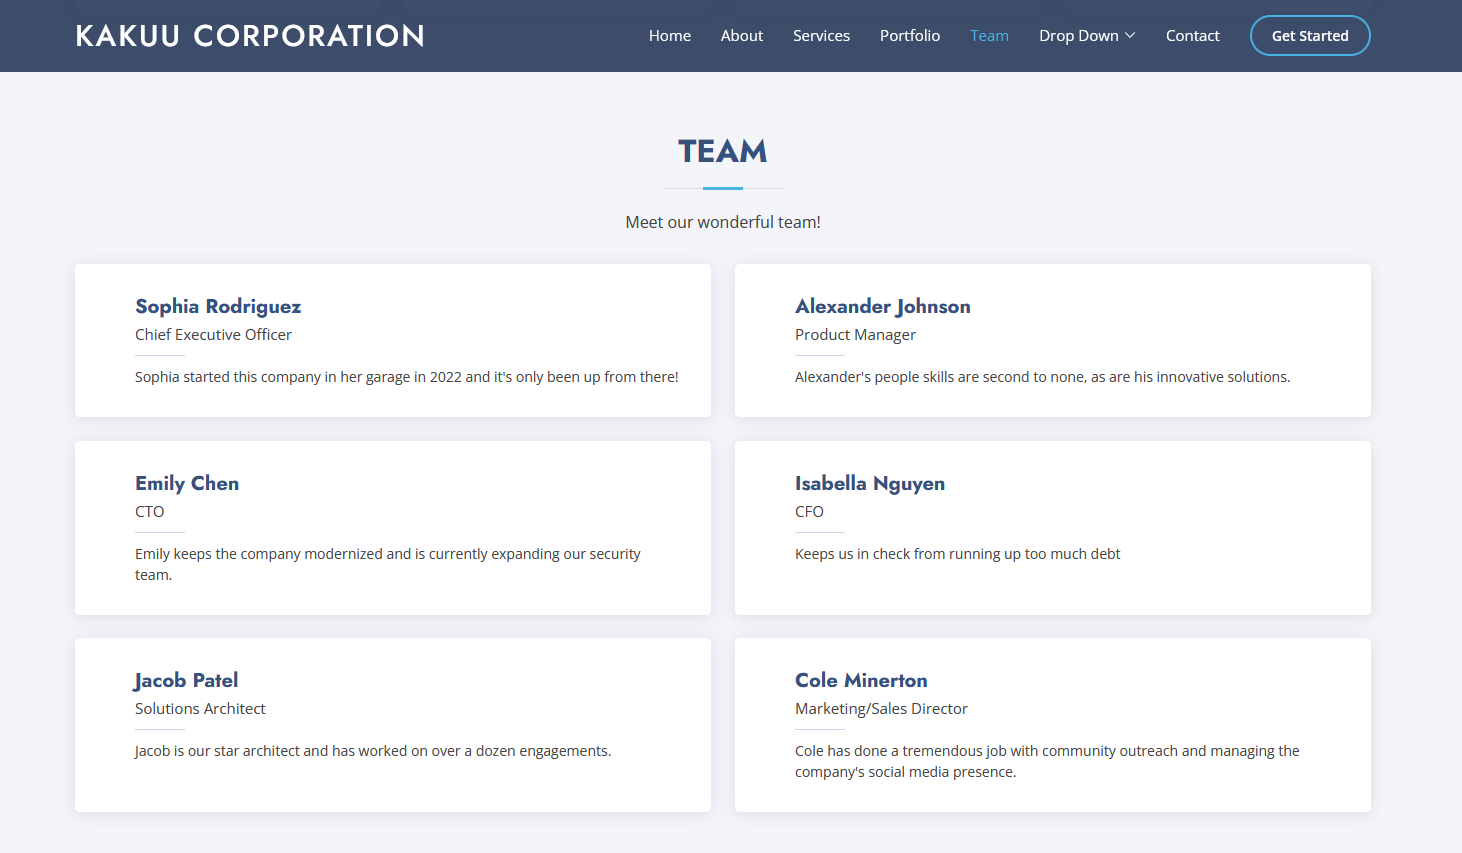 KAKUU CORPORATION
Home About Services Portfolio Team Drop Down Contact Get Started
TEAM
Meet our wonderful team!
Sophia Rodriguez
Chief Executive Officer
Sophia started this company in her garage in 2022 and it's only been up from there!
Alexander Johnson
Product Manager
Alexander's people skills are second to none, as are his innovative solutions.
Emily Chen
CTO
Emily keeps the company modernized and is currently expanding our security
team.
Isabella Nguyen
CFO
Keeps us in check from running up too much debt
Jacob Patel
Solutions Architect
Jacob is our star architect and has worked on over a dozen engagements.
Cole Minerton
Marketing/Sales Director
Cole has done a tremendous job with community outreach and managing the
company's social media presence.